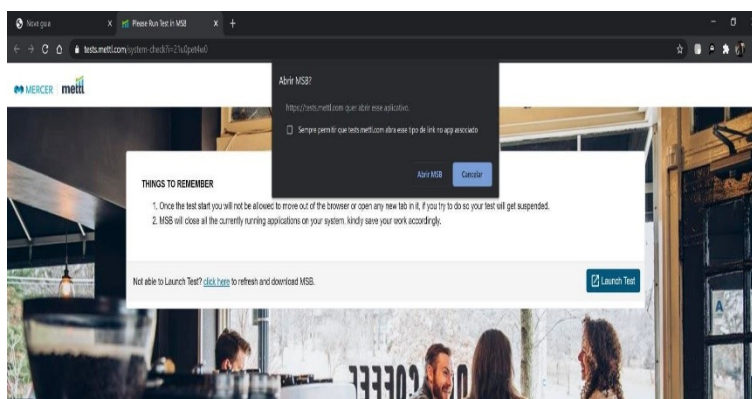 Nova guia
Please Run Test in MSB
tests.mettl.com/system-check?i=21u0pet4w0
MERCER mettl
Abrir MSB?
https://tests.mettl.com quer abrir esse aplicativo.
Sempre permitir que tests.mettl.com abra esse tipo de link no app associado
Abrir MSB
Cancelar
THINGS TO REMEMBER
1. Once the test start you will not be allowed to move out of the browser or open any new tab in it, if you try to do so your test will get suspended.
2. MSB will close all the currently running applications on your system. kindly save your work accordingly.
Not able to Launch Test? click here to refresh and download MSB.
Launch Test
COFFEE
A